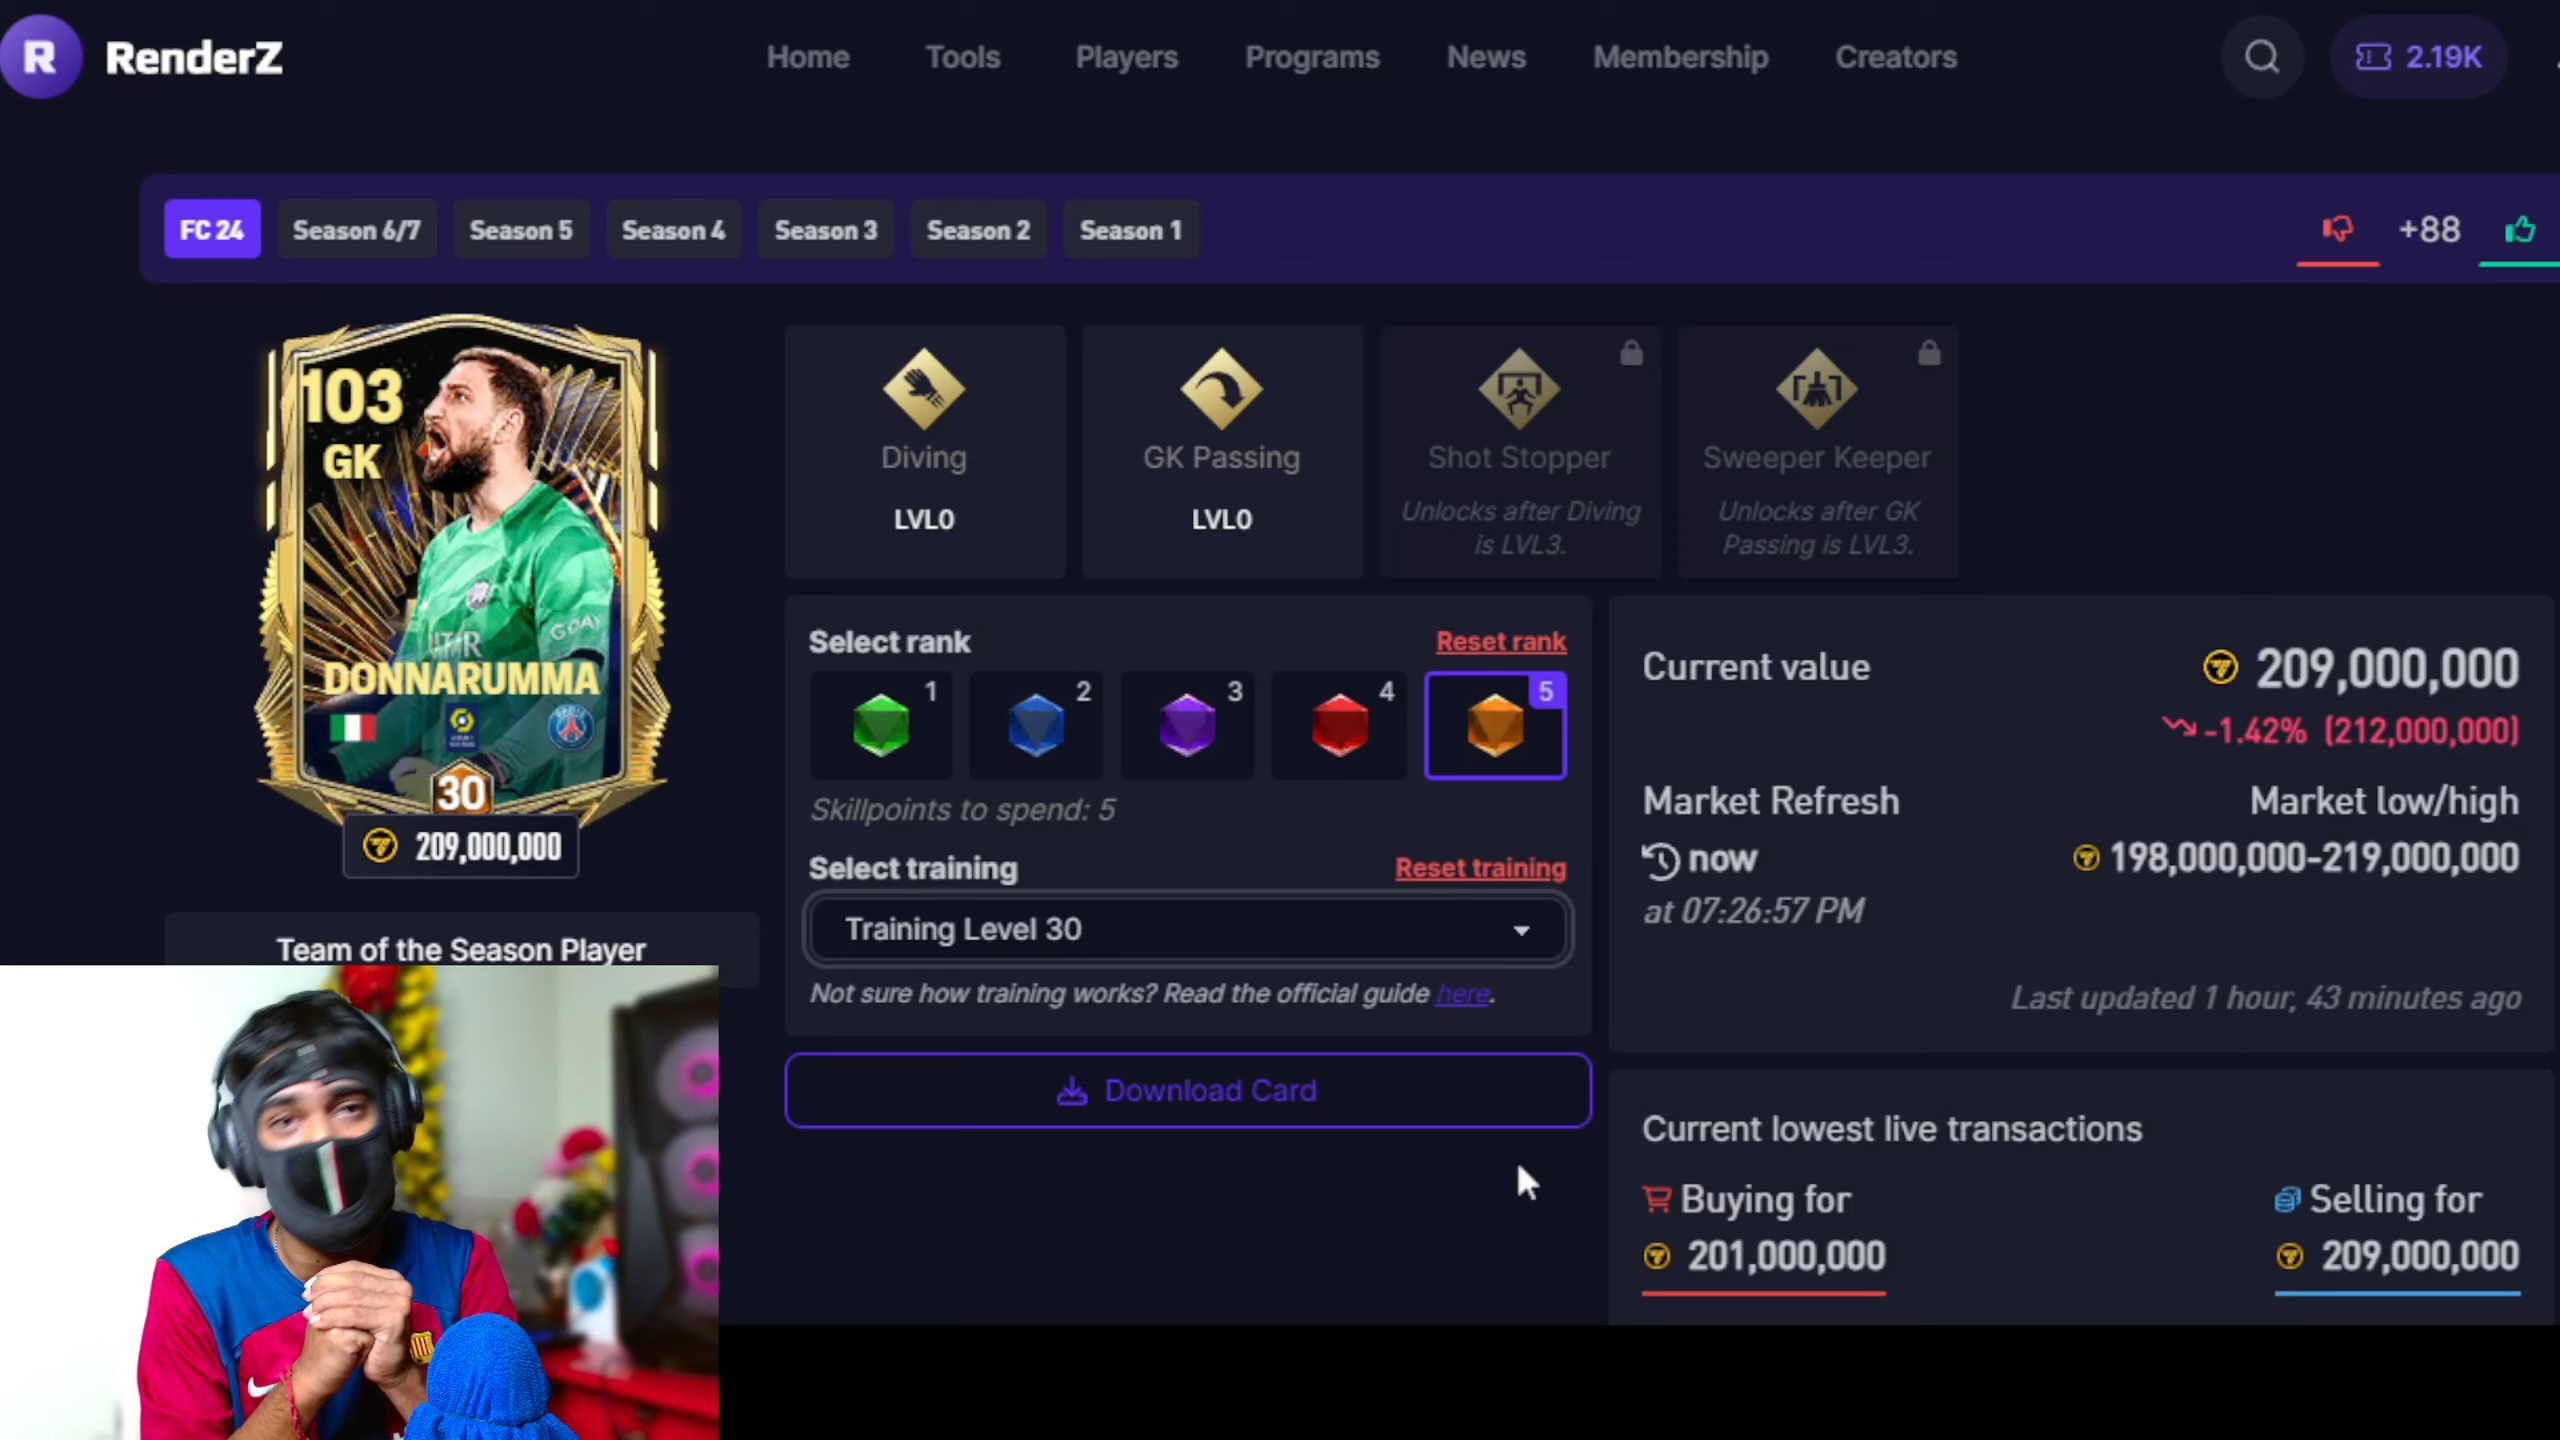 R RenderZ
Home Tools Players Programs News Membership Creators
2.19K
FC 24 Season 6/7 Season 5 Season 4 Season 3 Season 2 Season 1
+88
103
GK
DONNARUMMA
30
209,000,000
Team of the Season Player
Diving
LVL0
GK Passing
LVL0
Shot Stopper
Unlocks after Diving
is LVL3.
Sweeper Keeper
Unlocks after GK
Passing is LVL3.
Select rank Reset rank
1 2 3 4 5
Skillpoints to spend: 5
Select training Reset training
Training Level 30
Not sure how training works? Read the official guide here.
Download Card
Current value 209,000,000
-1.42% (212,000,000)
Market Refresh Market low/high
now 198,000,000-219,000,000
at 07:26:57 PM
Last updated 1 hour, 43 minutes ago
Current lowest live transactions
Buying for Selling for
201,000,000 209,000,000